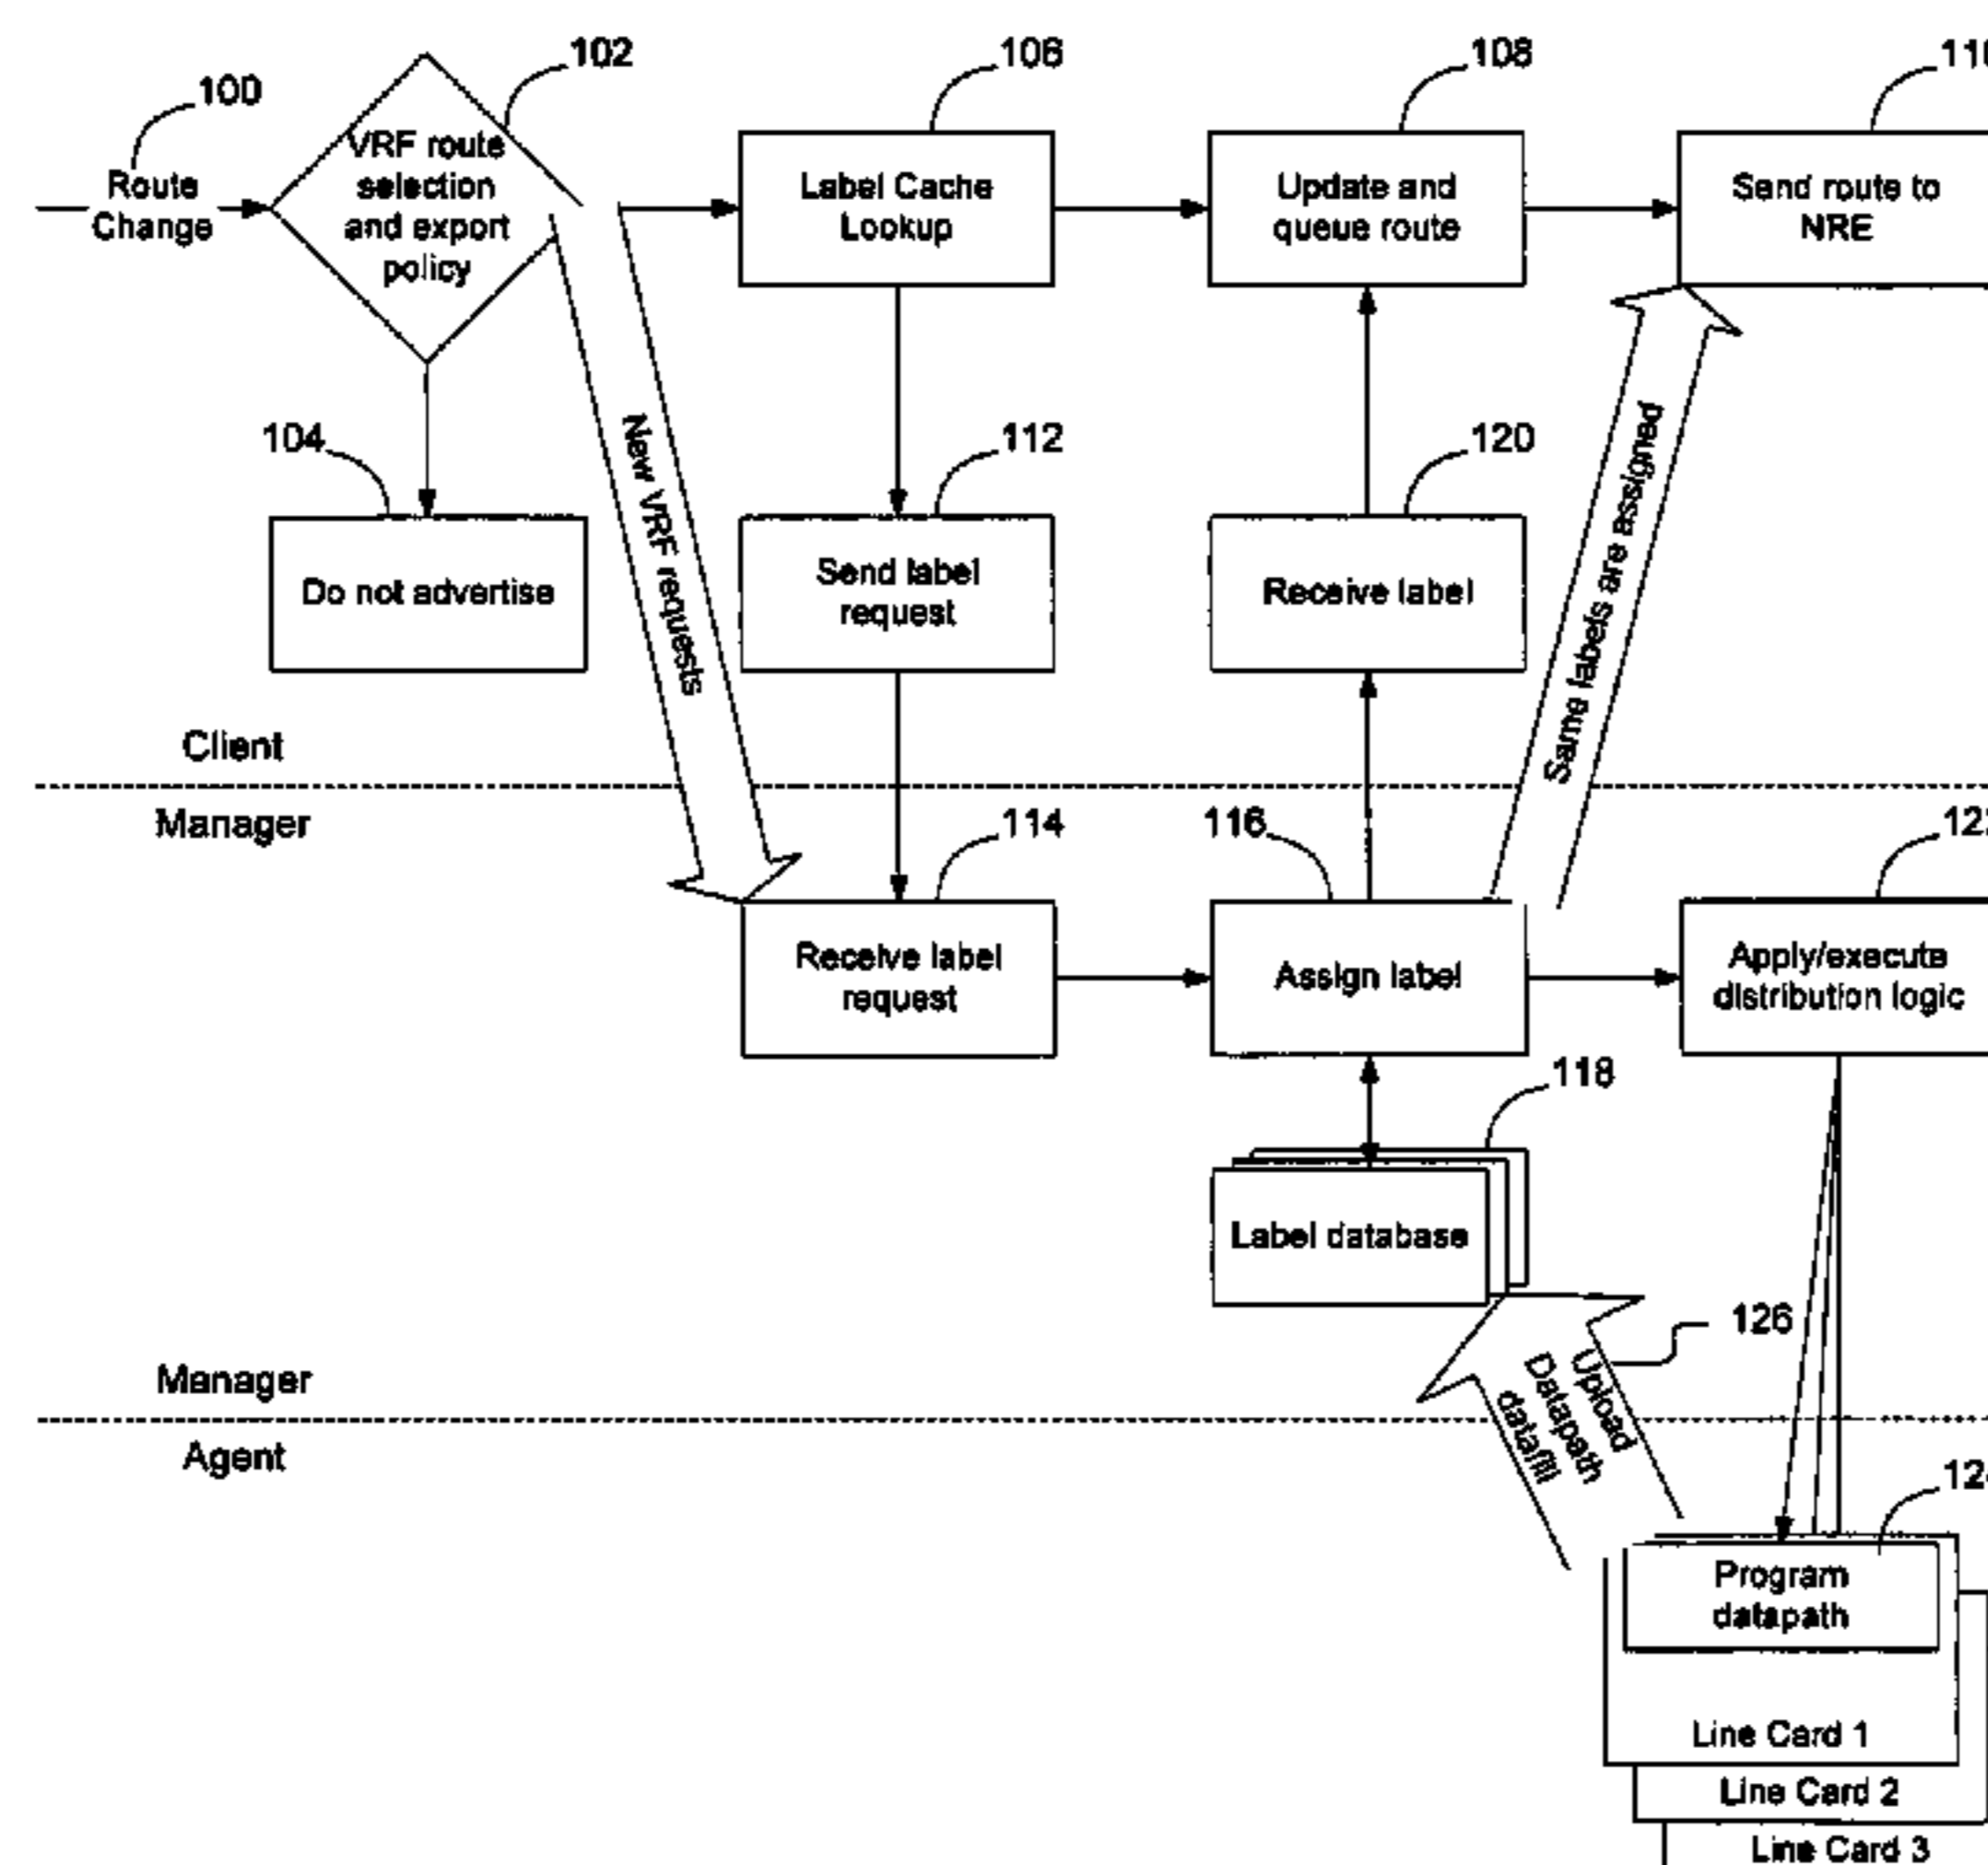 100
102
106
108
Route
Change
VRF route
selection
and export
policy
Label Cache
Lookup
Update and
queue route
Send route to
NRE
104
112
120
Do not advertise
New VRF requests
Send label
request
Receive label
Same labels are assigned
Client
Manager
114
116
Receive label
request
Assign label
Apply/execute
distribution logic
118
Label database
126
Upload
Datapath
datafill
Manager
Agent
Program
datapath
Line Card 1
Line Card 2
Line Card 3